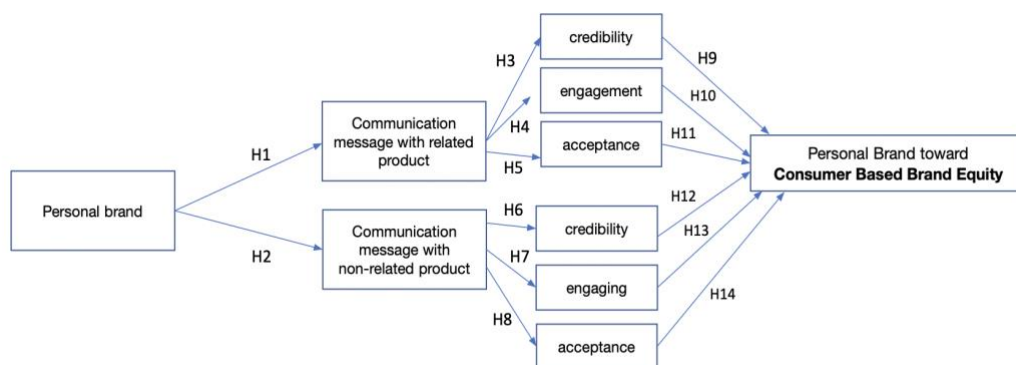 Personal brand
H1
H2
Communication
message with related
product
Communication
message with
non-related product
H3
H4
H5
H6
H7
H8
credibility
engagement
acceptance
credibility
engaging
acceptance
H9
H10
H11
H12
H13
H14
Personal Brand toward
Consumer Based Brand Equity